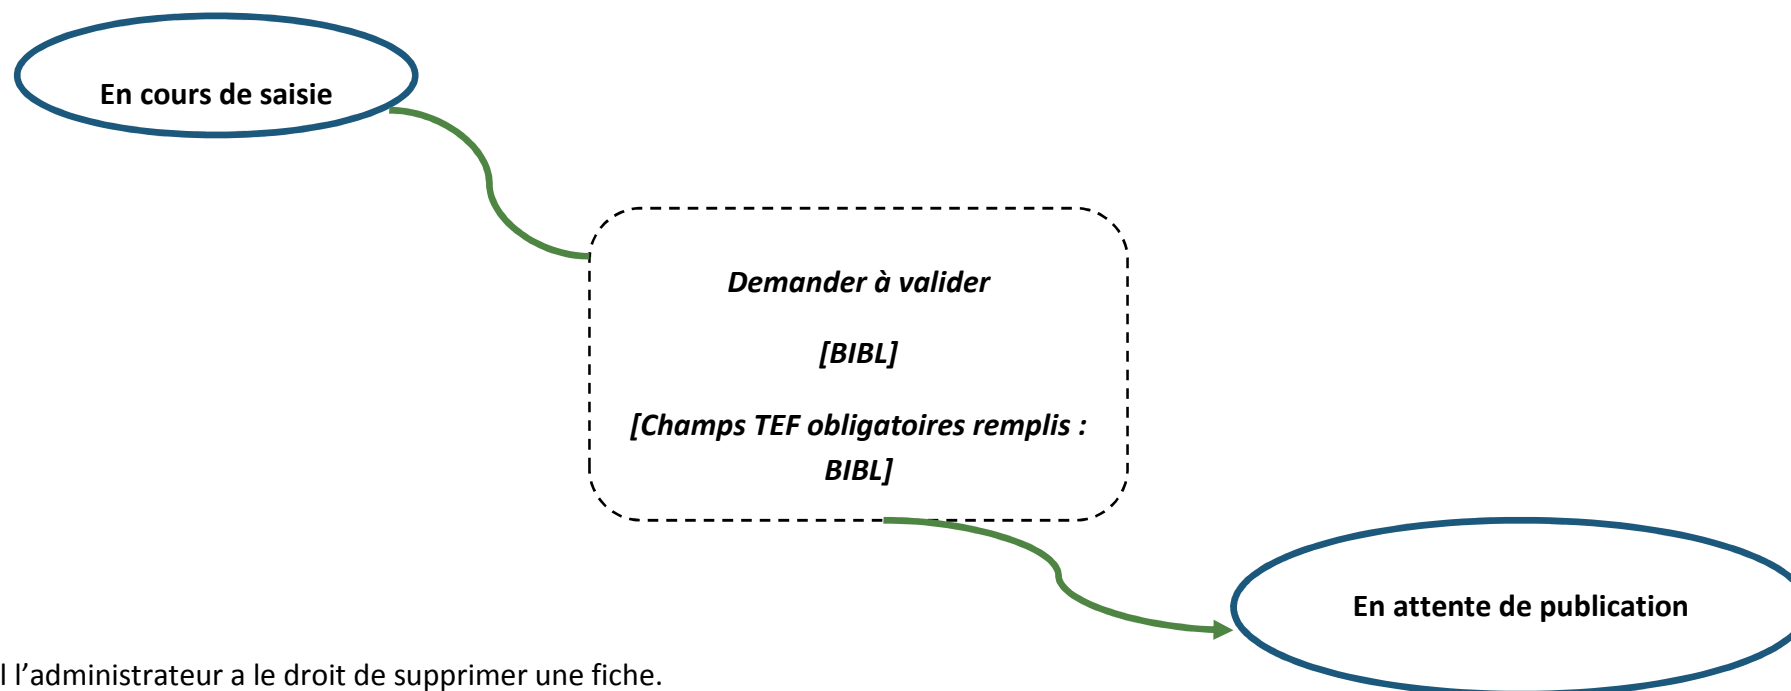 En cours de saisie
Demander à valider
[BIBL]
[Champs TEF obligatoires remplis :
BIBL]
En attente de publication
l l’administrateur a le droit de supprimer une fiche.